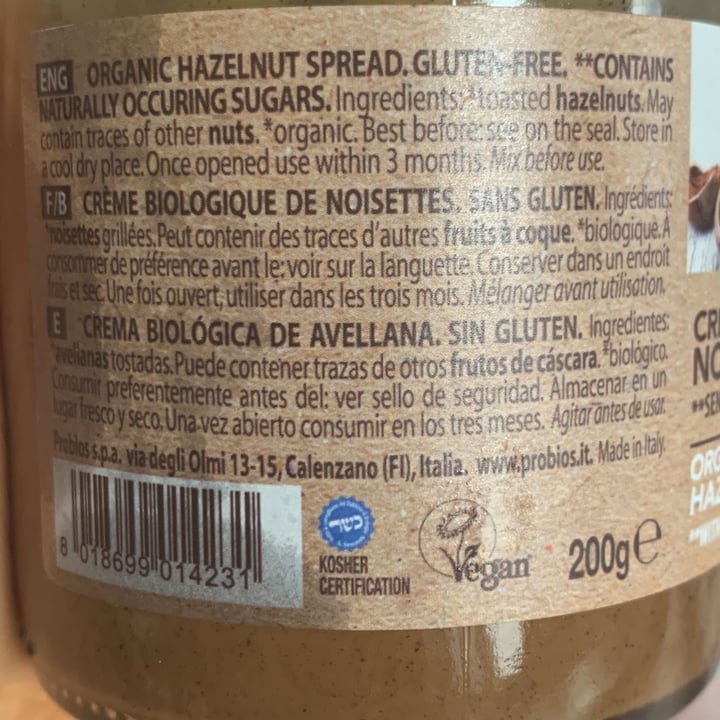 ENG ORGANIC HAZELNUT SPREAD. GLUTEN-FREE. **CONTAINS
NATURALLY OCCURING SUGARS. Ingredients: *toasted hazelnuts. May
contain traces of other nuts. *organic. Best before: see on the seal. Store in
a cool dry place. Once opened use within 3 months. Mix before use.
F/B CRÈME BIOLOGIQUE DE NOISETTES. SANS GLUTEN. Ingrédients:
*noisettes grillées. Peut contenir des traces d'autres fruits à coque. *biologique. À
consommer de préférence avant le: voir sur la languette. Conserver dans un endroit
frais et sec. Une fois ouvert, utiliser dans les trois mois. Mélanger avant utilisation.
E CREMA BIOLÓGICA DE AVELLANA. SIN GLUTEN. Ingredientes:
*avellanas tostadas. Puede contener trazas de otros frutos de cáscara. *biológico.
Consumir preferentemente antes del: ver sello de seguridad. Almacenar en un
lugar fresco y seco. Una vez abierto consumir en los tres meses. Agitar antes de usar.
Probios s.p.a. via degli Olmi 13-15, Calenzano (FI), Italia. www.probios.it. Made in Italy.
8 018699 014231
כשר
KOSHER
CERTIFICATION
Vegan
200g e
CR
NO
**SE
ORG
HA